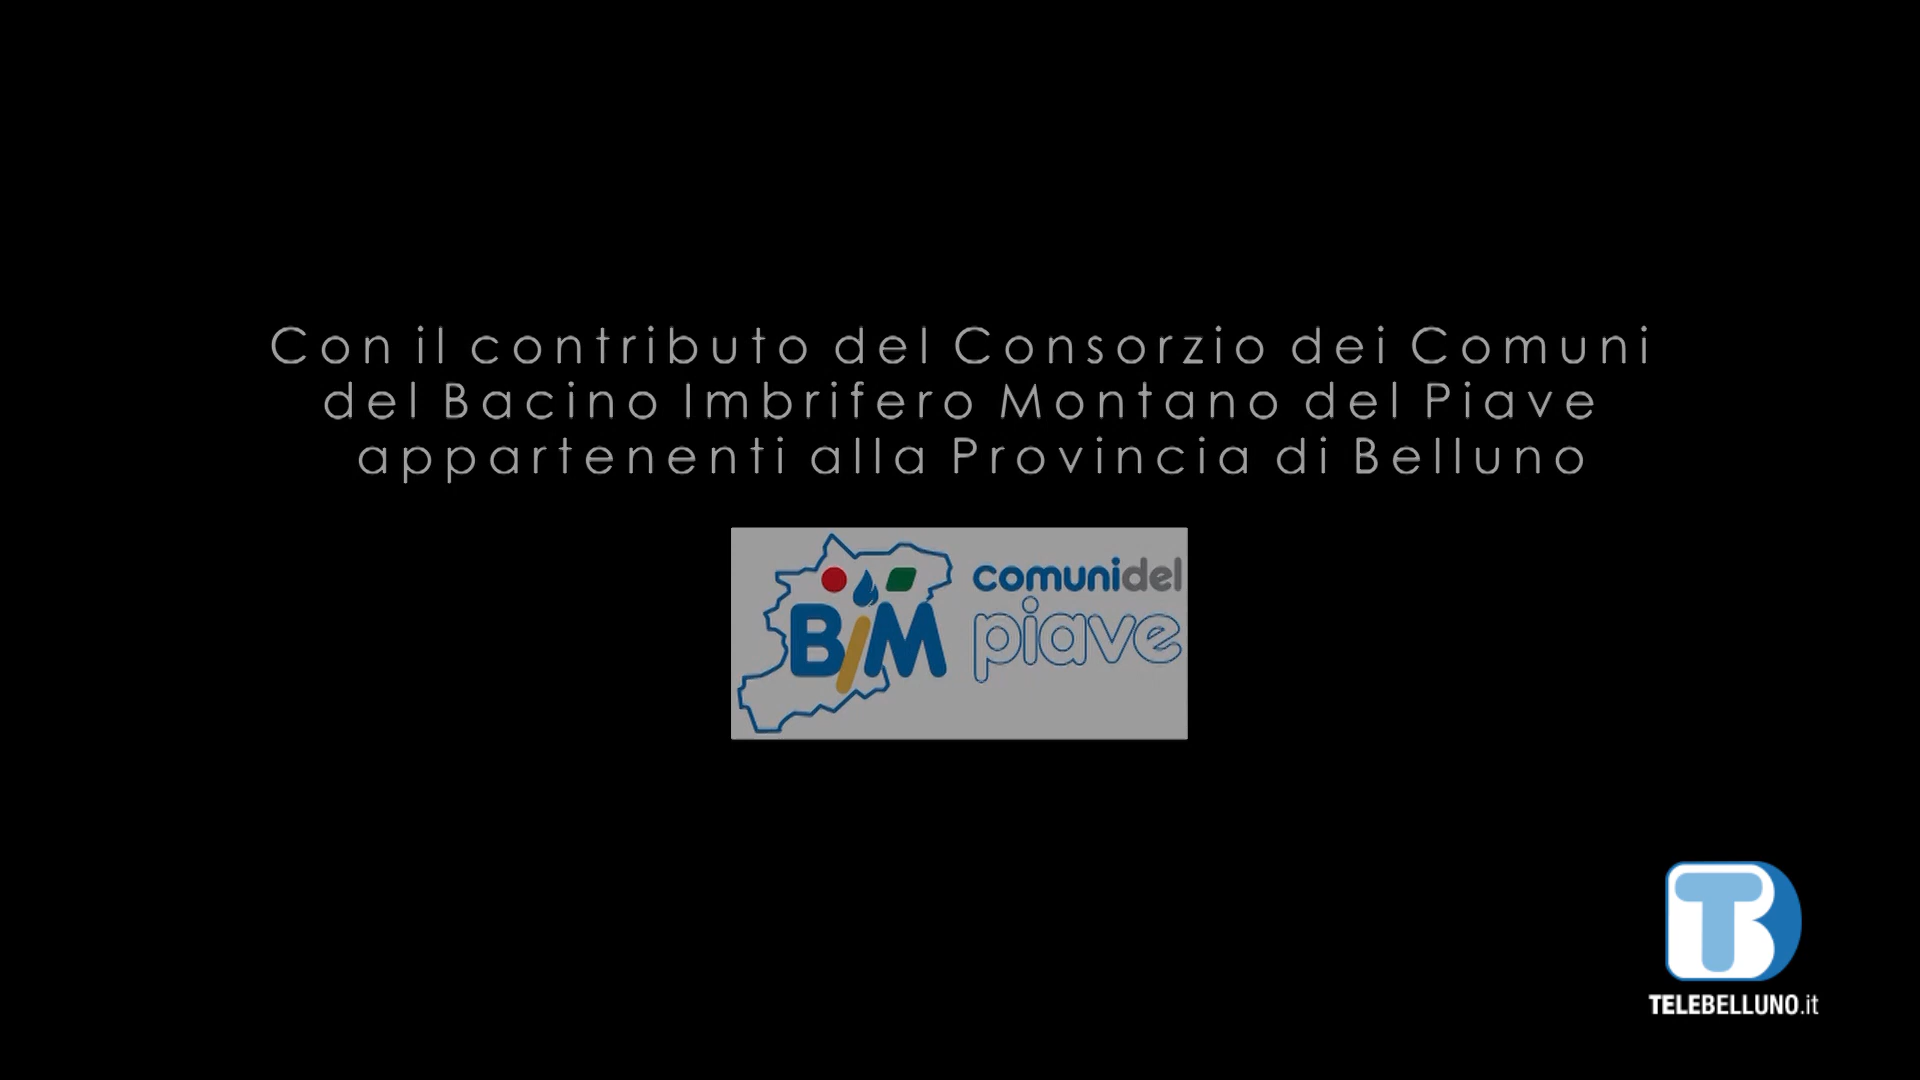 Con il contributo del Consorzio dei Comuni
del Bacino Imbrifero Montano del Piave
appartenenti alla Provincia di Belluno
BiM comunidel
piave
TB
TELEBELLUNO.it